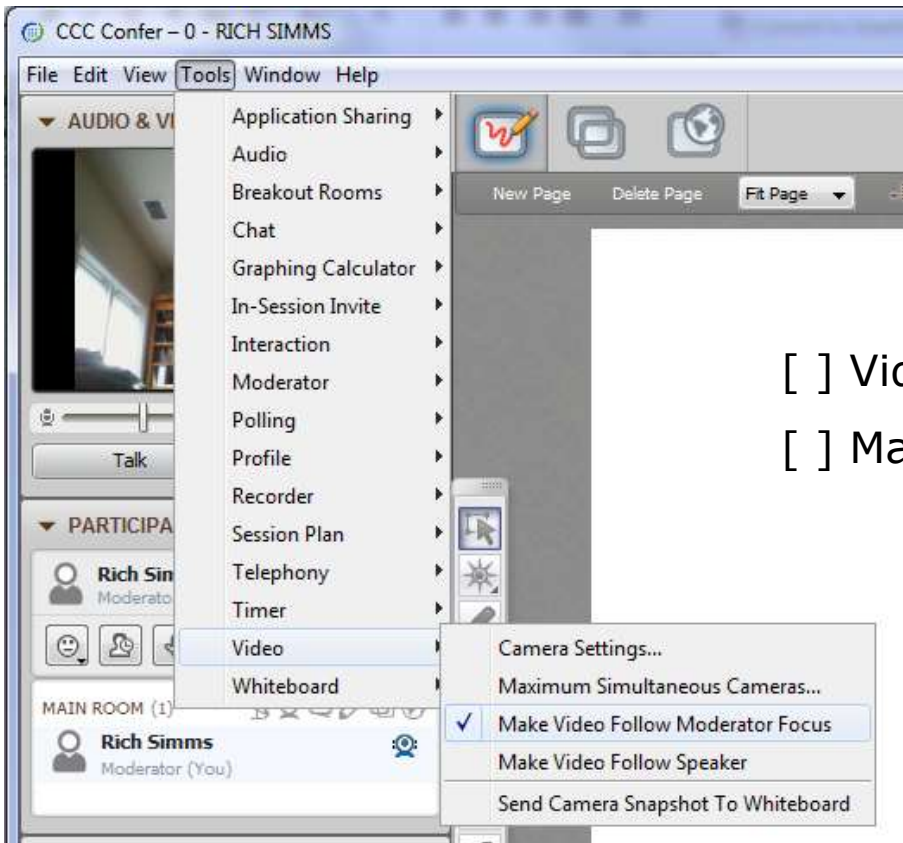 CCC Confer – 0 - RICH SIMMS
File Edit View Tools Window Help
AUDIO & VI
Talk
PARTICIPA
Rich Sim
Moderato
MAIN ROOM (1)
Rich Simms
Moderator (You)
Application Sharing
Audio
Breakout Rooms
Chat
Graphing Calculator
In-Session Invite
Interaction
Moderator
Polling
Profile
Recorder
Session Plan
Telephony
Timer
Video
Whiteboard
Camera Settings...
Maximum Simultaneous Cameras...
✓ Make Video Follow Moderator Focus
Make Video Follow Speaker
Send Camera Snapshot To Whiteboard
New Page Delete Page Fit Page
[ ] Vi
[ ] Ma